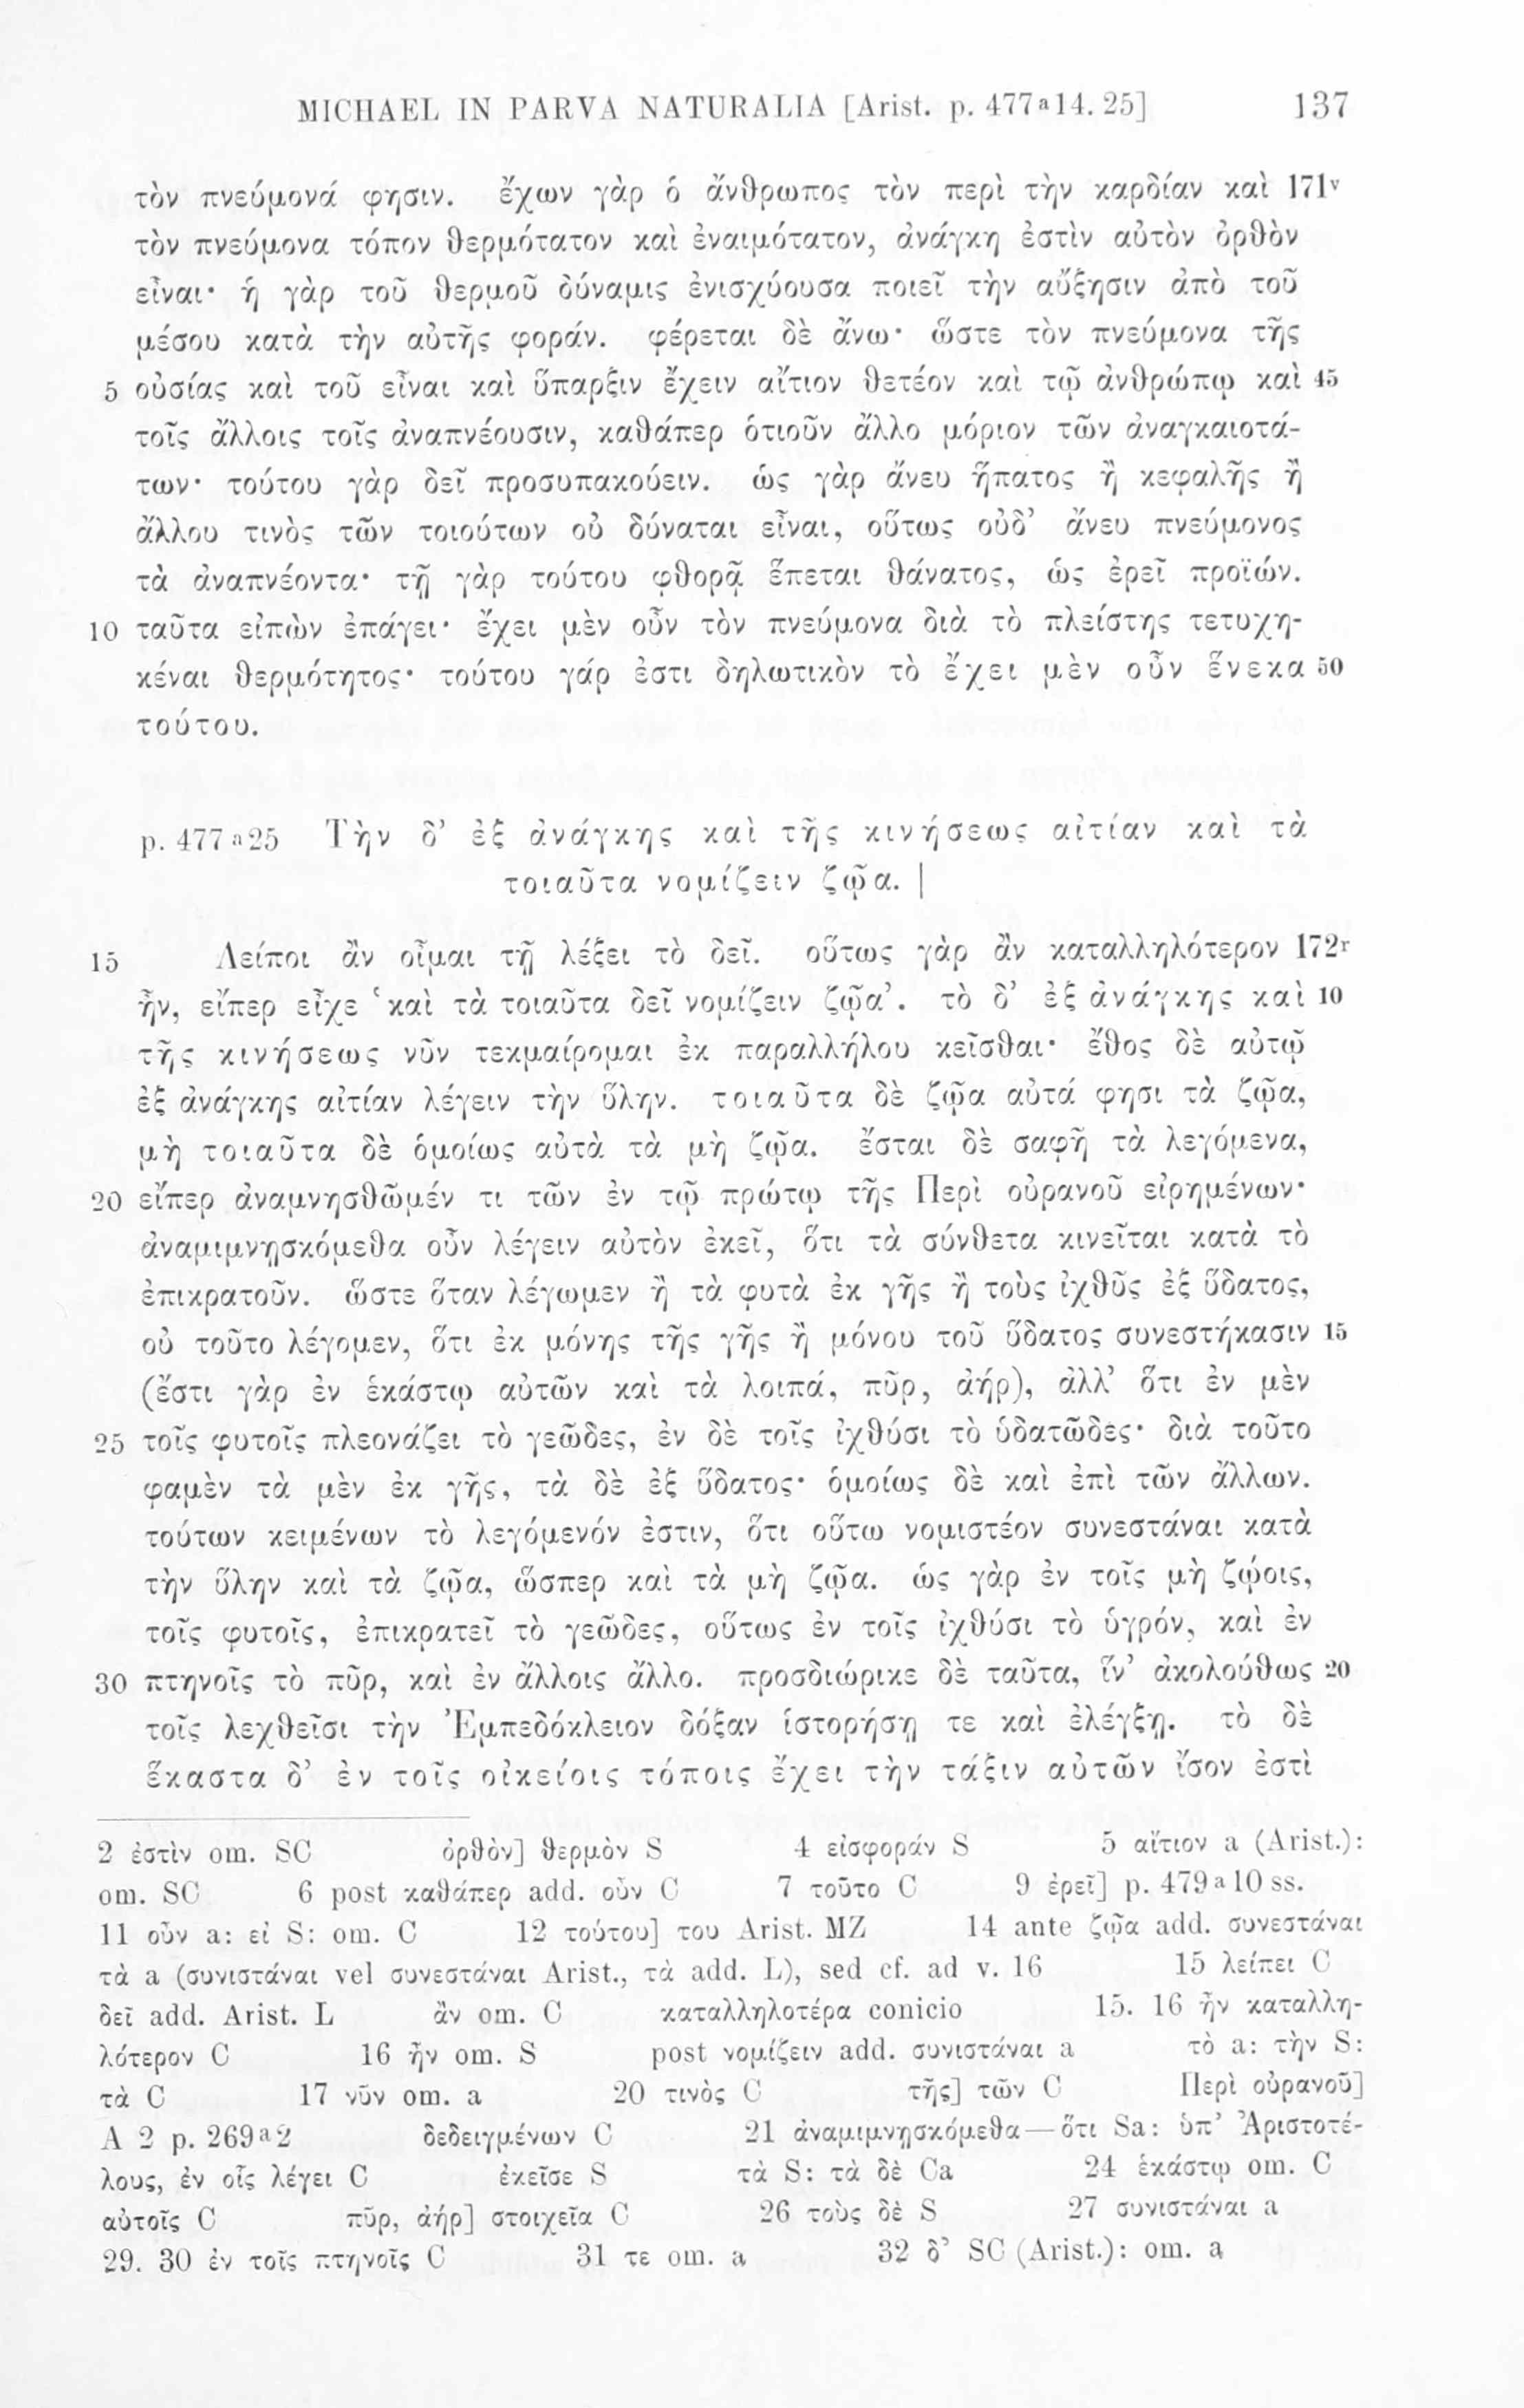 MICHAEL IN PARVA NATURALIA [Arist. p. 477a14. 25] 137
τὸν πνεύμονά φησιν. ἔχων γὰρ ὁ ἄνθρωπος τὸν περὶ τὴν καρδίαν καὶ 171v
τὸν πνεύμονα τόπον θερμότατον καὶ ἐναιμότατον, ἀνάγκη ἐστὶν αὐτὸν ὀρθὸν
εἶναι· ἡ γὰρ τοῦ θερμοῦ δύναμις ἐνισχύουσα ποιεῖ τὴν αὔξησιν ἀπὸ τοῦ
μέσου κατὰ τὴν αὐτῆς φοράν. φέρεται δὲ ἄνω· ὥστε τὸν πνεύμονα τῆς
5 οὐσίας καὶ τοῦ εἶναι καὶ ὕπαρξιν ἔχειν αἴτιον θετέον καὶ τῷ ἀνθρώπῳ καὶ 45
τοῖς ἄλλοις τοῖς ἀναπνέουσιν, καθάπερ ὁτιοῦν ἄλλο μόριον τῶν ἀναγκαιοτά-
των· τούτου γὰρ δεῖ προσυπακούειν. ὡς γὰρ ἄνευ ἥπατος ἢ κεφαλῆς ἢ
ἄλλου τινὸς τῶν τοιούτων οὐ δύναται εἶναι, οὕτως οὐδ’ ἄνευ πνεύμονος
τὰ ἀναπνέοντα· τῇ γὰρ τούτου φθορᾷ ἕπεται θάνατος, ὡς ἐρεῖ προϊών.
10 ταῦτα εἰπὼν ἐπάγει· ἔχει μὲν οὖν τὸν πνεύμονα διὰ τὸ πλείστης τετυχη-
κέναι θερμότητος· τούτου γάρ ἐστι δηλωτικὸν τὸ ἔχει μὲν οὖν ἕνεκα 50
τούτου.
p. 477a25 Τὴν δ’ ἐξ ἀνάγκης καὶ τῆς κινήσεως αἰτίαν καὶ τὰ
τοιαῦτα νομίζειν ζῷα. |
15 Λείποι ἂν οἶμαι τῇ λέξει τὸ δεῖ. οὕτως γὰρ ἂν καταλληλότερον 172r
ἦν, εἴπερ εἶχε ‘καὶ τὰ τοιαῦτα δεῖ νομίζειν ζῷα’. τὸ δ’ ἐξ ἀνάγκης καὶ 10
τῆς κινήσεως νῦν τεκμαίρομαι ἐκ παραλλήλου κεῖσθαι· ἔθος δὲ αὐτῷ
ἐξ ἀνάγκης αἰτίαν λέγειν τὴν ὕλην. τοιαῦτα δὲ ζῷα αὐτά φησι τὰ ζῷα,
μὴ τοιαῦτα δὲ ὁμοίως αὐτὰ τὰ μὴ ζῷα. ἔσται δὲ σαφῆ τὰ λεγόμενα,
20 εἴπερ ἀναμνησθῶμέν τι τῶν ἐν τῷ πρώτῳ τῆς Περὶ οὐρανοῦ εἰρημένων·
ἀναμιμνῃσκόμεθα οὖν λέγειν αὐτὸν ἐκεῖ, ὅτι τὰ σύνθετα κινεῖται κατὰ τὸ
ἐπικρατοῦν. ὥστε ὅταν λέγωμεν ἢ τὰ φυτὰ ἐκ γῆς ἢ τοὺς ἰχθῦς ἐξ ὕδατος,
οὐ τοῦτο λέγομεν, ὅτι ἐκ μόνης τῆς γῆς ἢ μόνου τοῦ ὕδατος συνεστήκασιν 15
(ἔστι γὰρ ἐν ἑκάστῳ αὐτῶν καὶ τὰ λοιπά, πῦρ, ἀήρ), ἀλλ’ ὅτι ἐν μὲν
25 τοῖς φυτοῖς πλεονάζει τὸ γεῶδες, ἐν δὲ τοῖς ἰχθύσι τὸ ὑδατῶδες· διὰ τοῦτο
φαμὲν τὰ μὲν ἐκ γῆς, τὰ δὲ ἐξ ὕδατος· ὁμοίως δὲ καὶ ἐπὶ τῶν ἄλλων.
τούτων κειμένων τὸ λεγόμενόν ἐστιν, ὅτι οὕτω νομιστέον συνεστάναι κατὰ
τὴν ὕλην καὶ τὰ ζῷα, ὥσπερ καὶ τὰ μὴ ζῷα. ὡς γὰρ ἐν τοῖς μὴ ζῴοις,
τοῖς φυτοῖς, ἐπικρατεῖ τὸ γεῶδες, οὕτως ἐν τοῖς ἰχθύσι τὸ ὑγρόν, καὶ ἐν
30 πτηνοῖς τὸ πῦρ, καὶ ἐν ἄλλοις ἄλλο. προσδιώρικε δὲ ταῦτα, ἵν’ ἀκολούθως 20
τοῖς λεχθεῖσι τὴν Ἐμπεδόκλειον δόξαν ἱστορήσῃ τε καὶ ἐλέγξῃ. τὸ δὲ
ἕκαστα δ’ ἐν τοῖς οἰκείοις τόποις ἔχει τὴν τάξιν αὐτῶν ἴσον ἐστὶ
2 ἐστὶν om. SC ὀρθὸν] θερμὸν S 4 εἰσφοράν S 5 αἴτιον a (Arist.):
om. SC 6 post καθάπερ add. οὖν C 7 τοῦτο C 9 ἐρεῖ] p. 479a10 ss.
11 οὖν a: εἰ S: om. C 12 τούτου] του Arist. MZ 14 ante ζῷα add. συνεστάναι
τὰ a (συνιστάναι vel συνεστάναι Arist., τὰ add. L), sed cf. ad v. 16 15 λείπει C
δεῖ add. Arist. L ἂν om. C καταλληλοτέρα conicio 15. 16 ἦν καταλλη-
λότερον C 16 ἦν om. S post νομίζειν add. συνιστάναι a τὸ a: τὴν S:
τὰ C 17 νῦν om. a 20 τινὸς C τῆς] τῶν C Περὶ οὐρανοῦ]
A 2 p. 269a2 δεδειγμένων C 21 ἀναμιμνῃσκόμεθα—ὅτι Sa: ὑπ’ Ἀριστοτέ-
λους, ἐν οἷς λέγει C ἐκεῖσε S τὰ S: τὰ δὲ Ca 24 ἑκάστῳ om. C
αὐτοῖς C πῦρ, ἀήρ] στοιχεῖα C 26 τοὺς δὲ S 27 συνιστάναι a
29. 30 ἐν τοῖς πτηνοῖς C 31 τε om. a 32 δ’ SC (Arist.): om. a